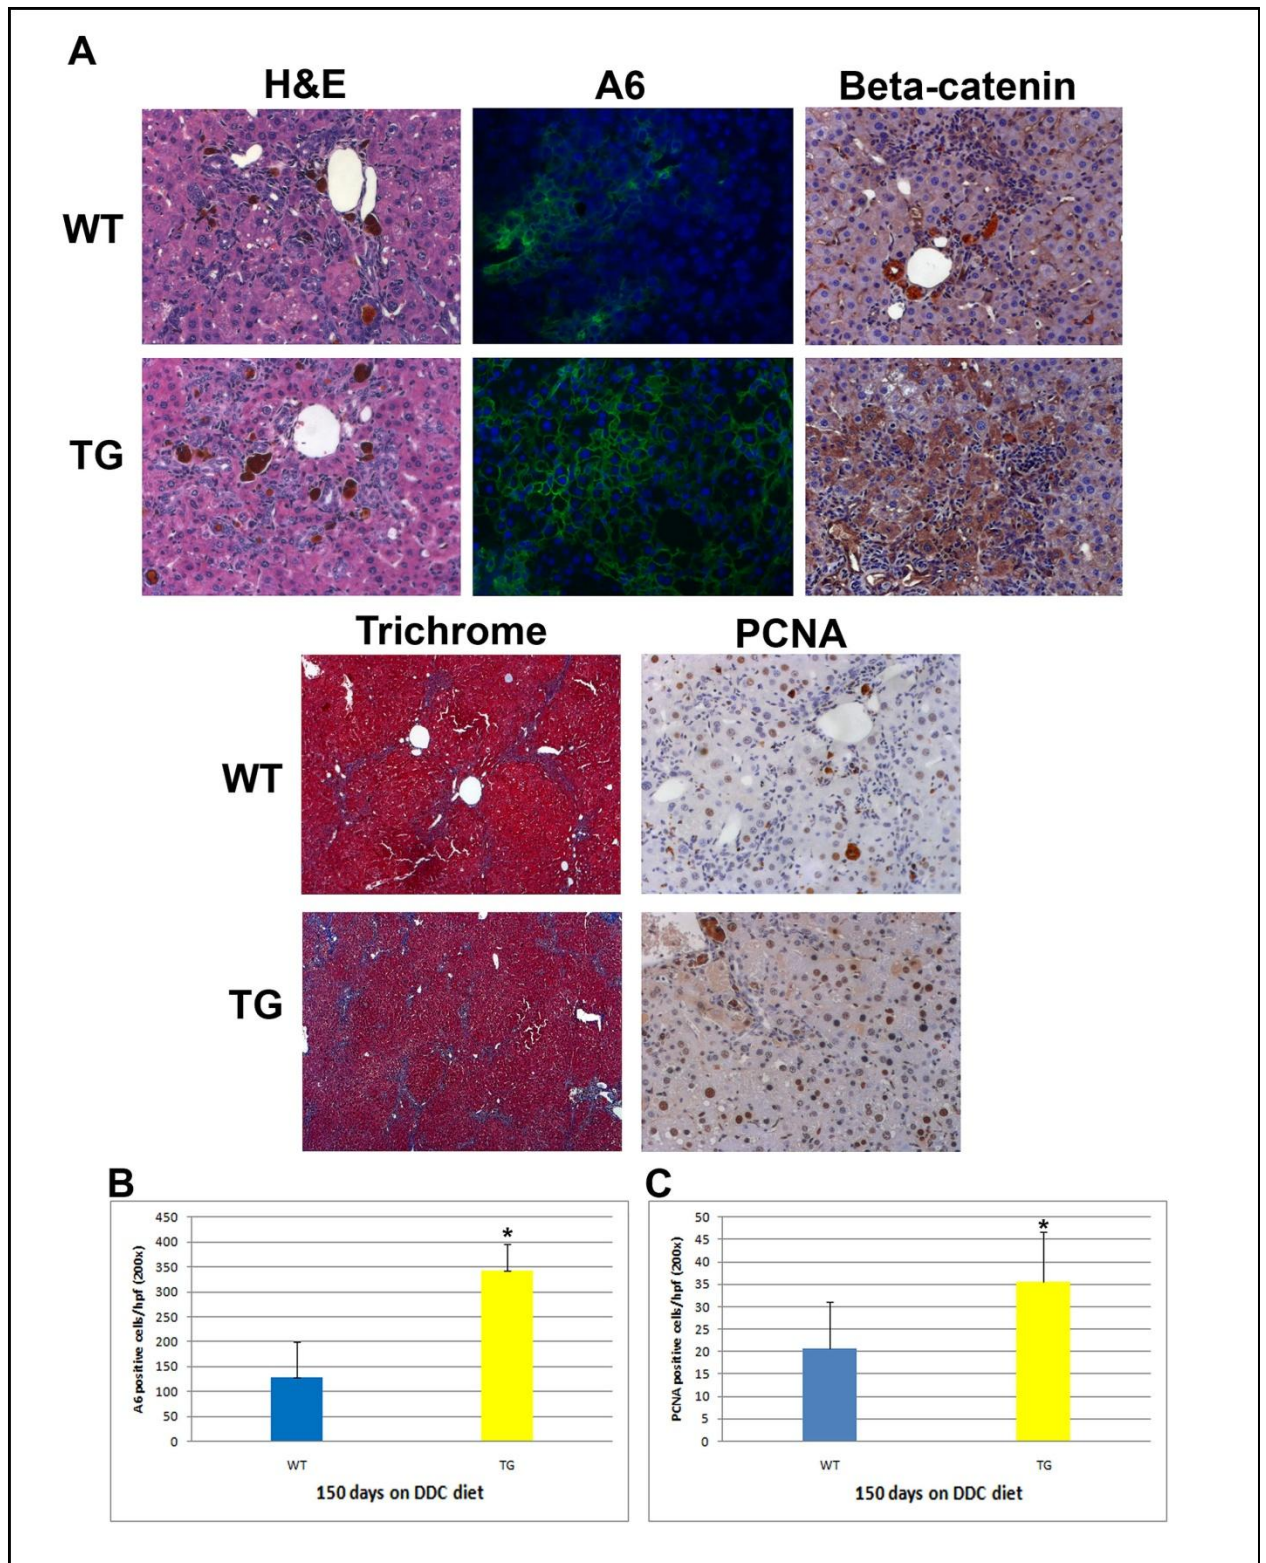 A
H&E
A6
Beta-catenin
WT
TG
Trichrome
PCNA
WT
TG
B
C
450
400
350
300
250
200
150
100
50
0
A6 positive cells/hpf (200x)
*
WT
TG
150 days on DDC diet
50
45
40
35
30
25
20
15
10
5
0
PCNA positive cells/hpf (200x)
*
WT
TG
150 days on DDC diet